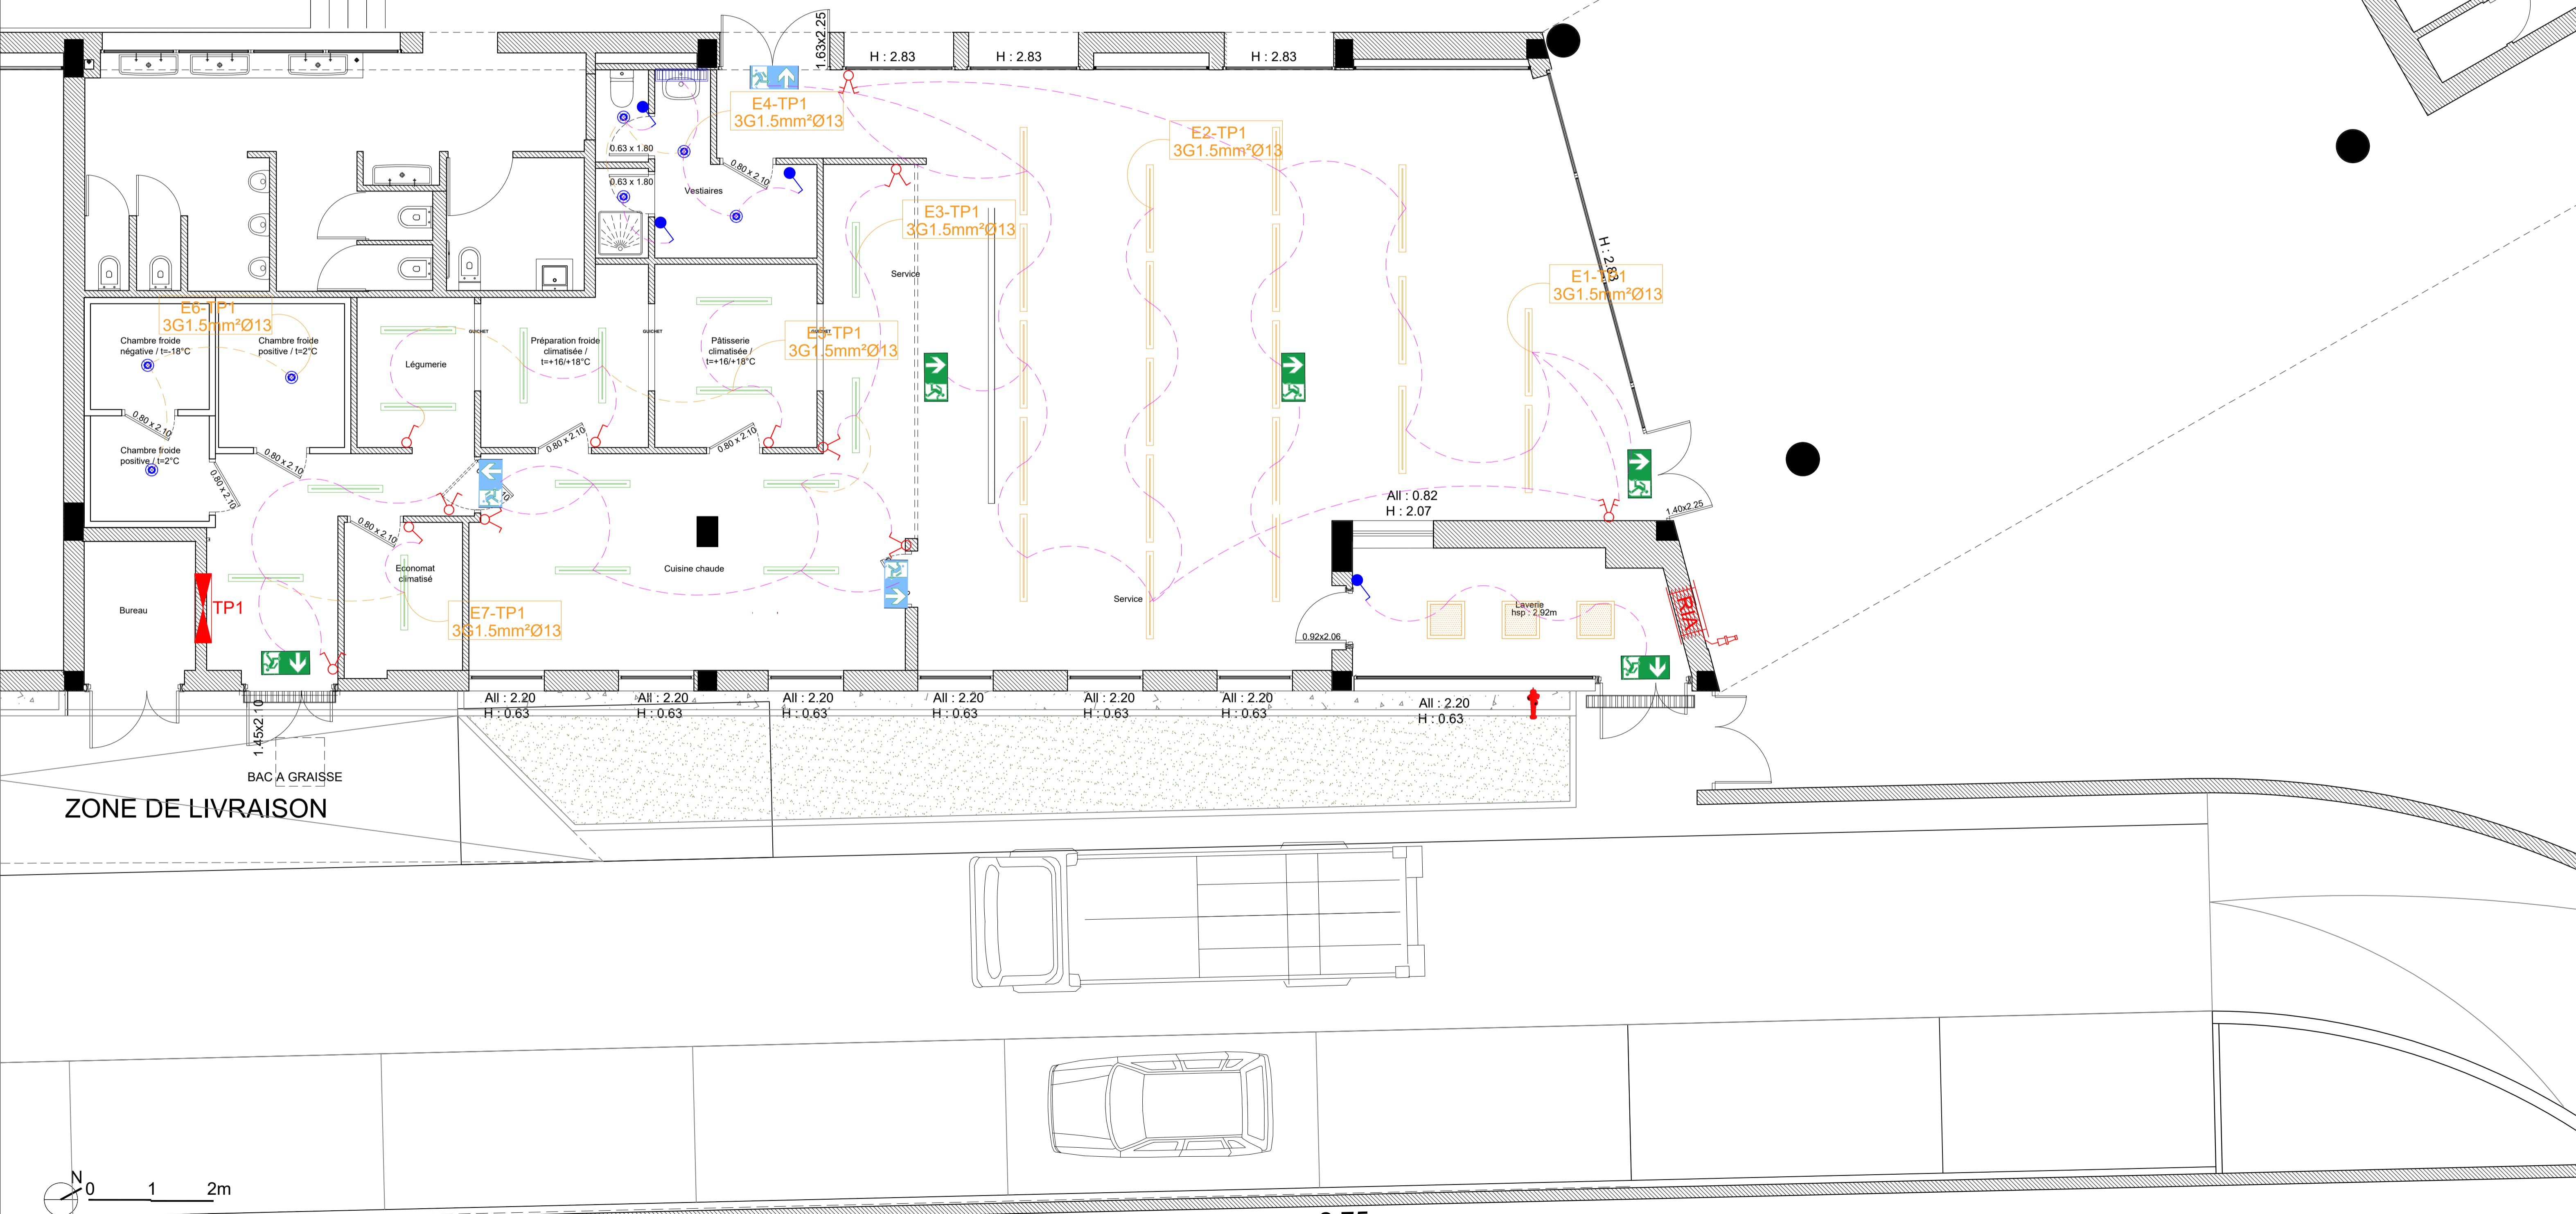 1.63x2.25
H : 2.83
H : 2.83
H : 2.83
E4-TP1
3G1.5mm²Ø13
E2-TP1
3G1.5mm²Ø13
0.63 x 1.80
0.80 x 2.10
0.63 x 1.80
Vestiaires
E3-TP1
3G1.5mm²Ø13
H : 2.83
Service
E1-TP1
3G1.5mm²Ø13
E6-TP1
3G1.5mm²Ø13
GUICHET
GUICHET
GUICHET
E5-TP1
3G1.5mm²Ø13
Chambre froide
négative / t=-18°C
Chambre froide
positive / t=2°C
Légumerie
Préparation froide
climatisée /
t=+16/+18°C
Pâtisserie
climatisée /
t=+16/+18°C
0.80 x 2.10
0.80 x 2.10
0.80 x 2.10
Chambre froide
positive / t=2°C
0.80 x 2.10
0.80 x 2.10
All : 0.82
H : 2.07
1.40x2.25
0.80 x 2.10
Economat
climatisé
Cuisine chaude
Bureau
TP1
E7-TP1
3G1.5mm²Ø13
Service
Laverie
hsp : 2.92m
RIA
0.92x2.06
All : 2.20
H : 0.63
All : 2.20
H : 0.63
All : 2.20
H : 0.63
All : 2.20
H : 0.63
All : 2.20
H : 0.63
All : 2.20
H : 0.63
All : 2.20
H : 0.63
1.45x2.10
BAC A GRAISSE
ZONE DE LIVRAISON
N
0 1 2m